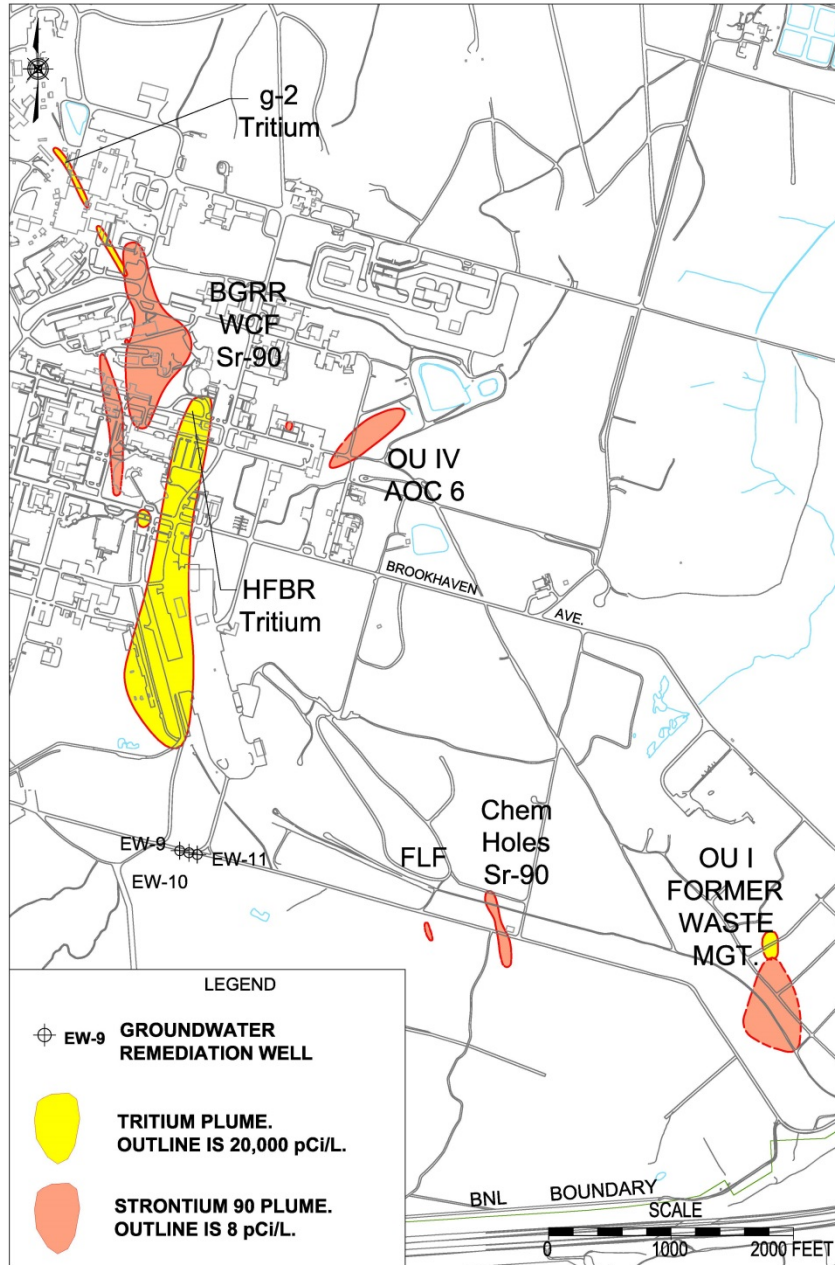 g-2
Tritium
BGRR
WCF
Sr-90
OU IV
AOC 6
BROOKHAVEN
AVE.
HFBR
Tritium
Chem
Holes
Sr-90
EW-9
EW-11
EW-10
FLF
OU I
FORMER
WASTE
MGT.
LEGEND
EW-9 GROUNDWATER
REMEDIATION WELL
TRITIUM PLUME.
OUTLINE IS 20,000 pCi/L.
STRONTIUM 90 PLUME.
OUTLINE IS 8 pCi/L.
BNL BOUNDARY
SCALE
0 1000 2000 FEET